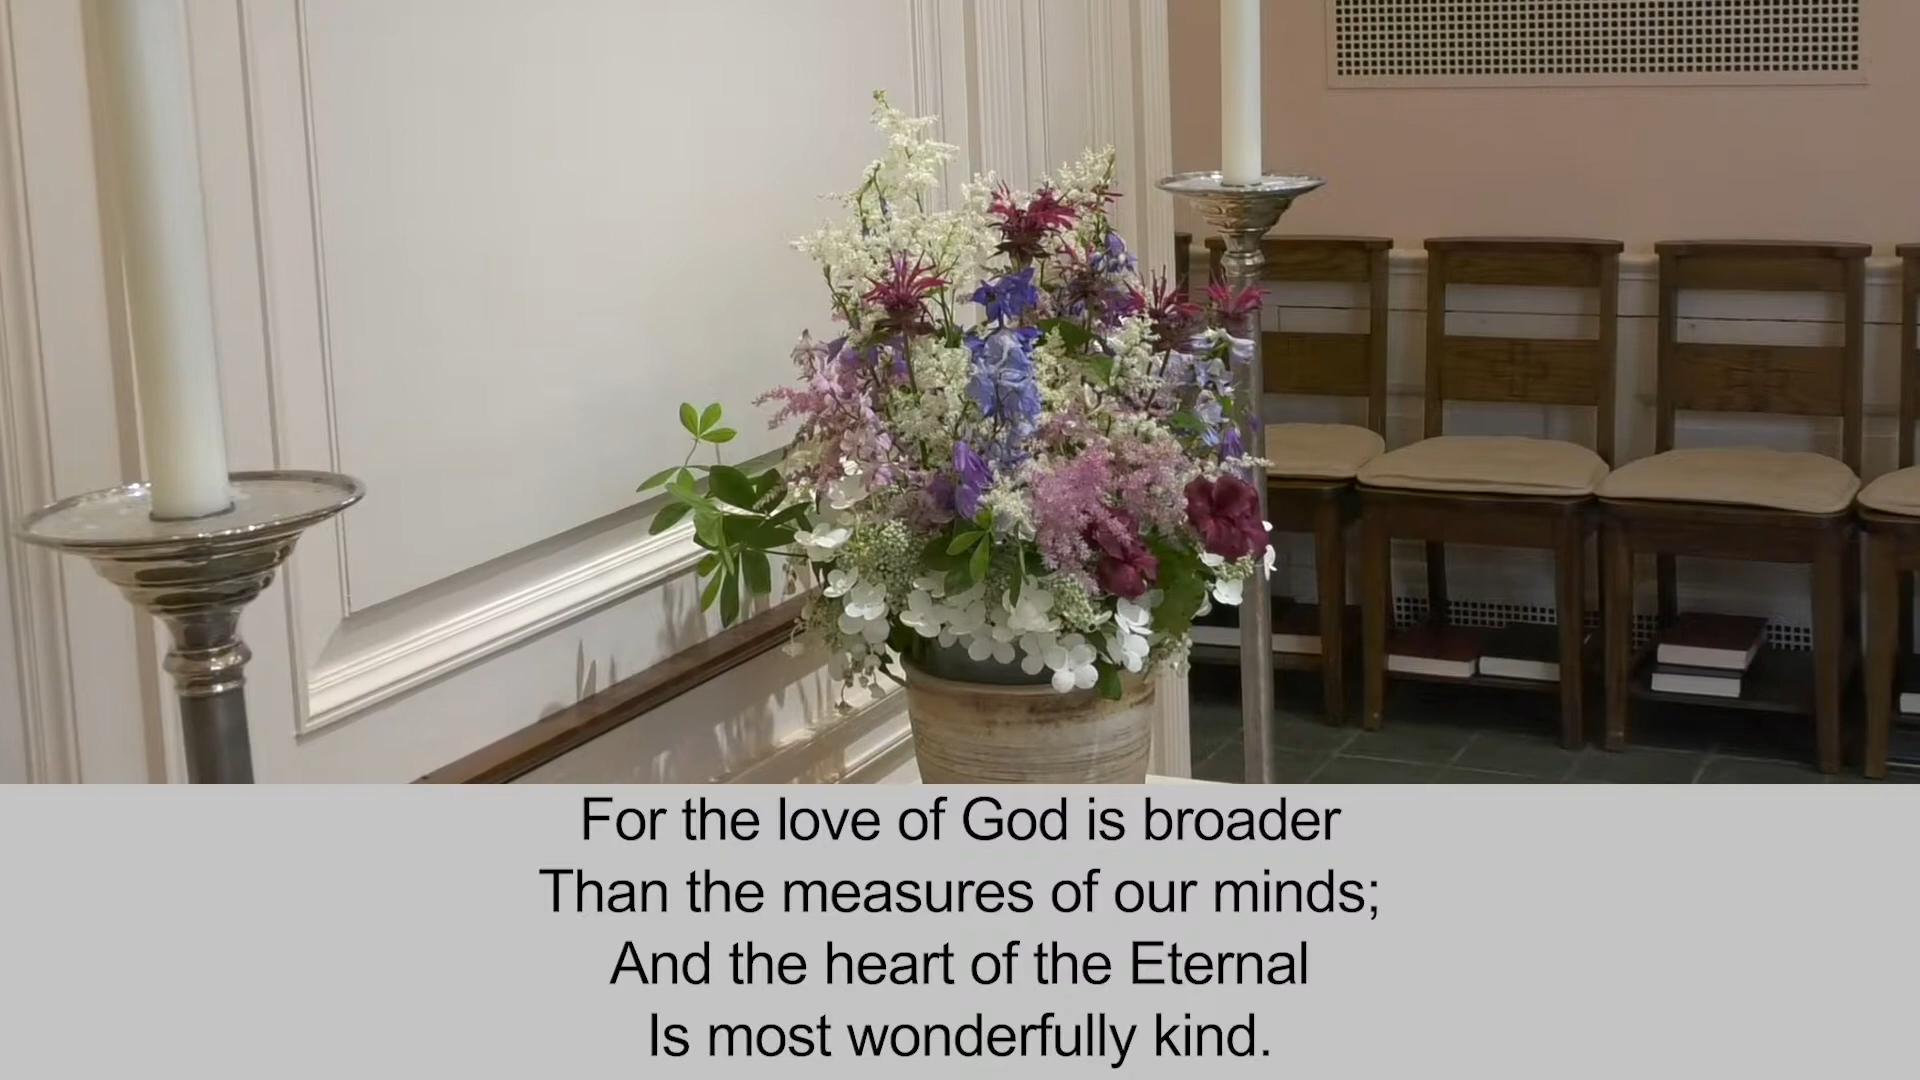 For the love of God is broader
Than the measures of our minds;
And the heart of the Eternal
Is most wonderfully kind.